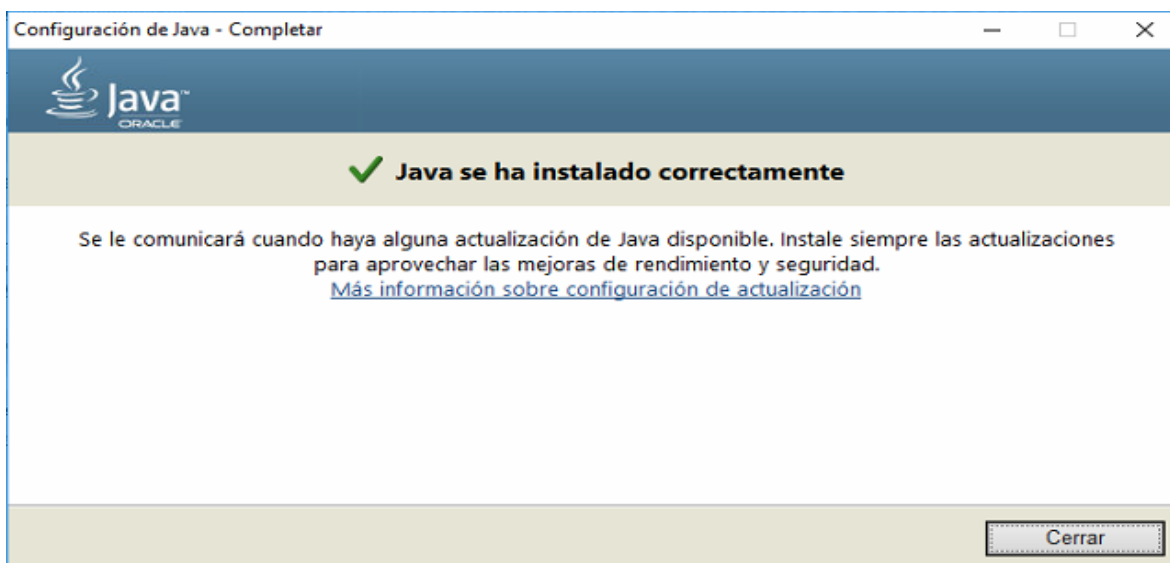 Configuración de Java - Completar
Java™
ORACLE
Java se ha instalado correctamente
Se le comunicará cuando haya alguna actualización de Java disponible. Instale siempre las actualizaciones
para aprovechar las mejoras de rendimiento y seguridad.
Más información sobre configuración de actualización
Cerrar